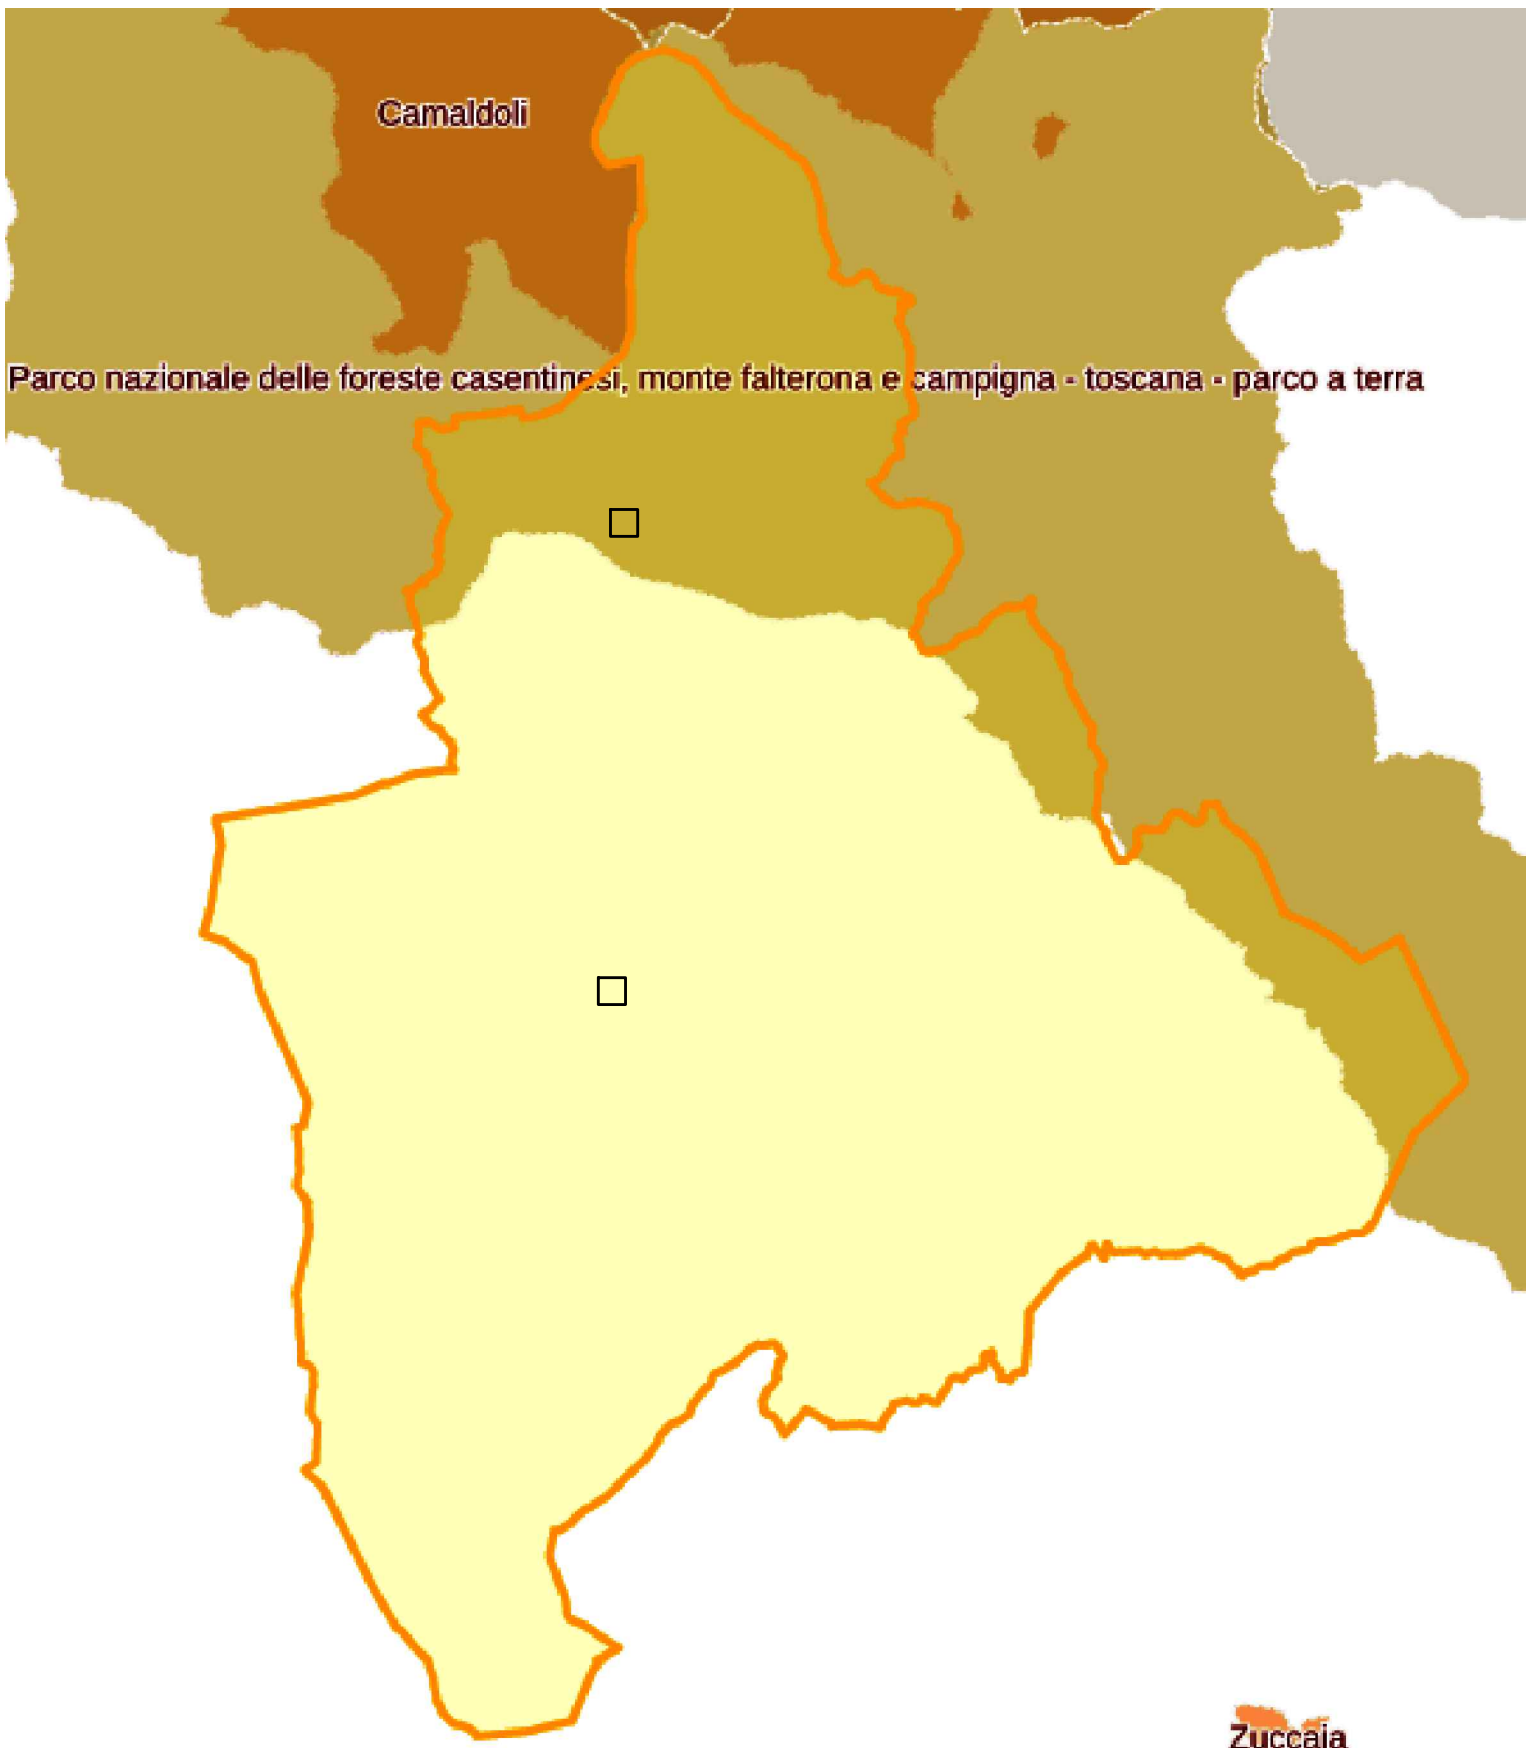 Camaldoli
Parco nazionale delle foreste casentinesi, monte falterona e campigna - toscana - parco a terra
Zuccaia